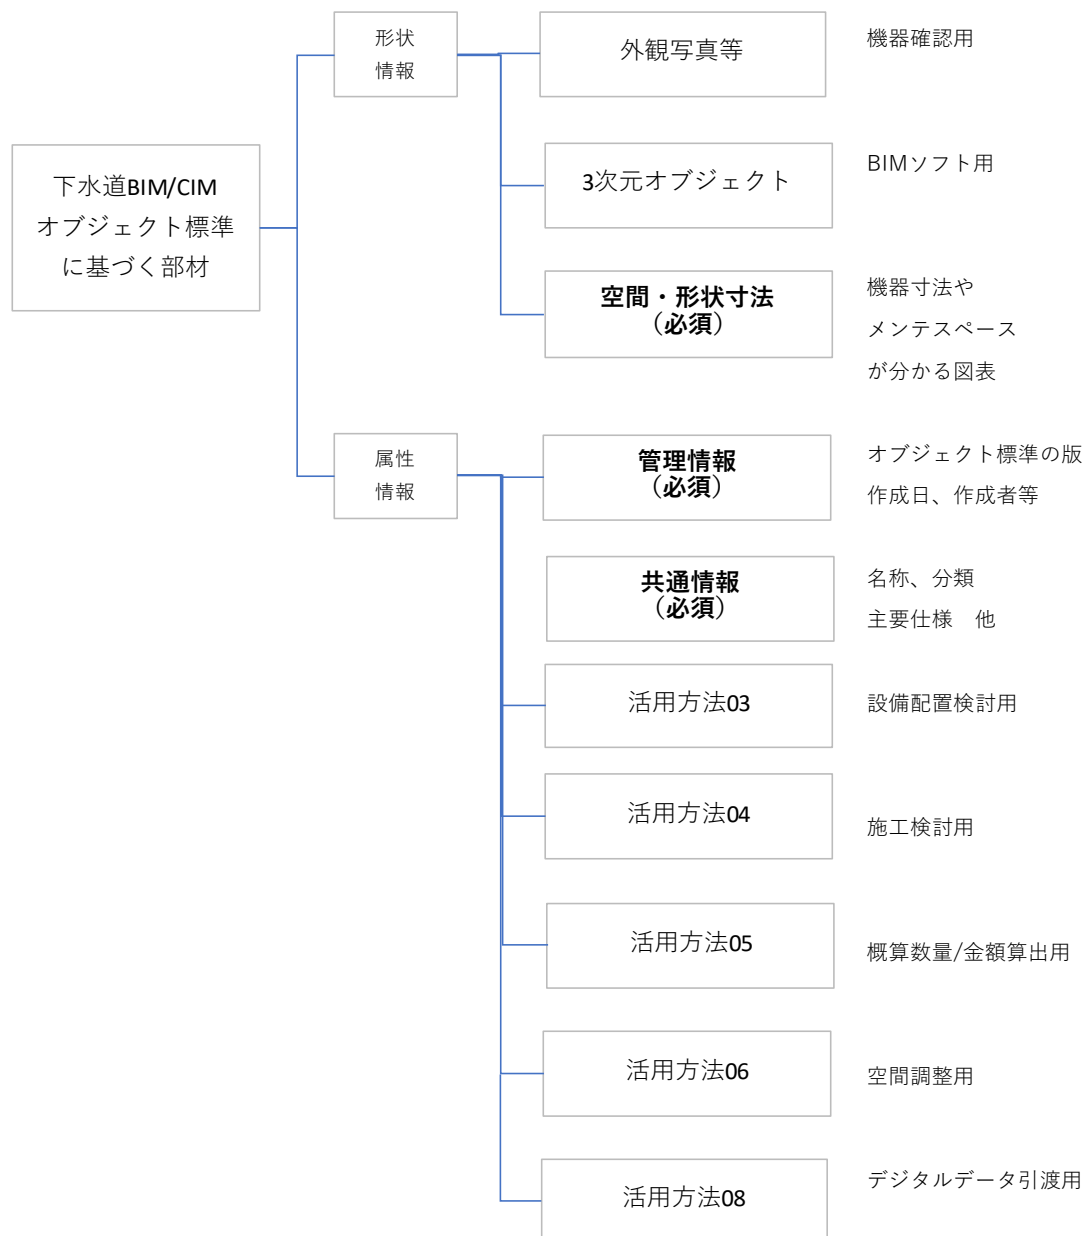 下水道BIM/CIM
オブジェクト標準
に基づく部材
形状
情報
外観写真等
機器確認用
3次元オブジェクト
BIMソフト用
空間・形状寸法
（必須）
機器寸法や
メンテスペース
が分かる図表
属性
情報
管理情報
（必須）
オブジェクト標準の版
作成日、作成者等
共通情報
（必須）
名称、分類
主要仕様　他
活用方法03
設備配置検討用
活用方法04
施工検討用
活用方法05
概算数量/金額算出用
活用方法06
空間調整用
活用方法08
デジタルデータ引渡用